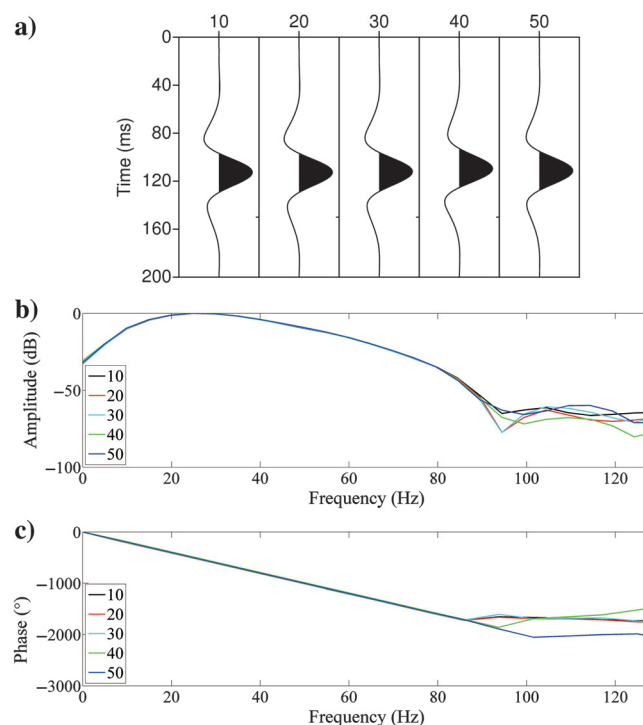 a)
10 20 30 40 50
Time (ms)
0
40
80
120
160
200
b)
Amplitude (dB)
0
−50
−100
10
20
30
40
50
0 20 40 60 80 100 120
Frequency (Hz)
c)
Phase (°)
0
−1000
−2000
−3000
10
20
30
40
50
0 20 40 60 80 100 120
Frequency (Hz)